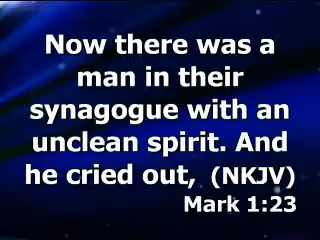 Now there was a
man in their
synagogue with an
unclean spirit. And
he cried out, (NKJV)
Mark 1:23